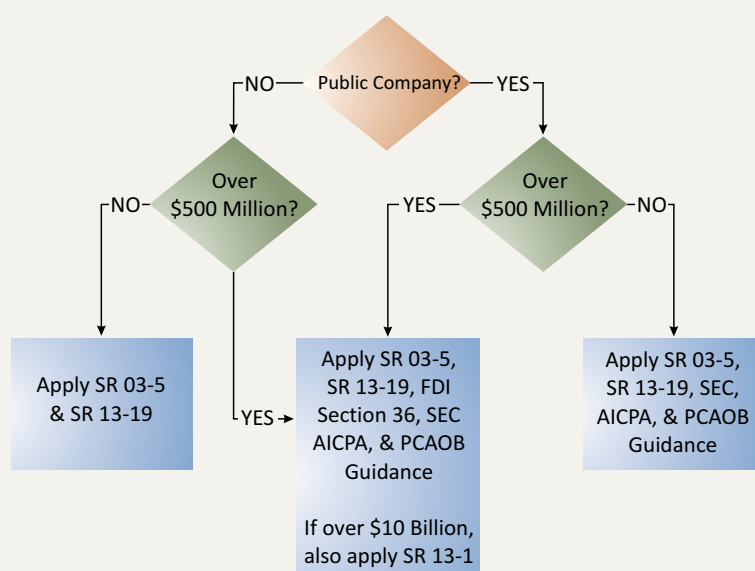 Public Company?
NO
YES
Over
$500 Million?
Over
$500 Million?
NO
YES
NO
Apply SR 03-5
& SR 13-19
YES
Apply SR 03-5,
SR 13-19, FDI
Section 36, SEC
AICPA, & PCAOB
Guidance
If over $10 Billion,
also apply SR 13-1
Apply SR 03-5,
SR 13-19, SEC,
AICPA, & PCAOB
Guidance